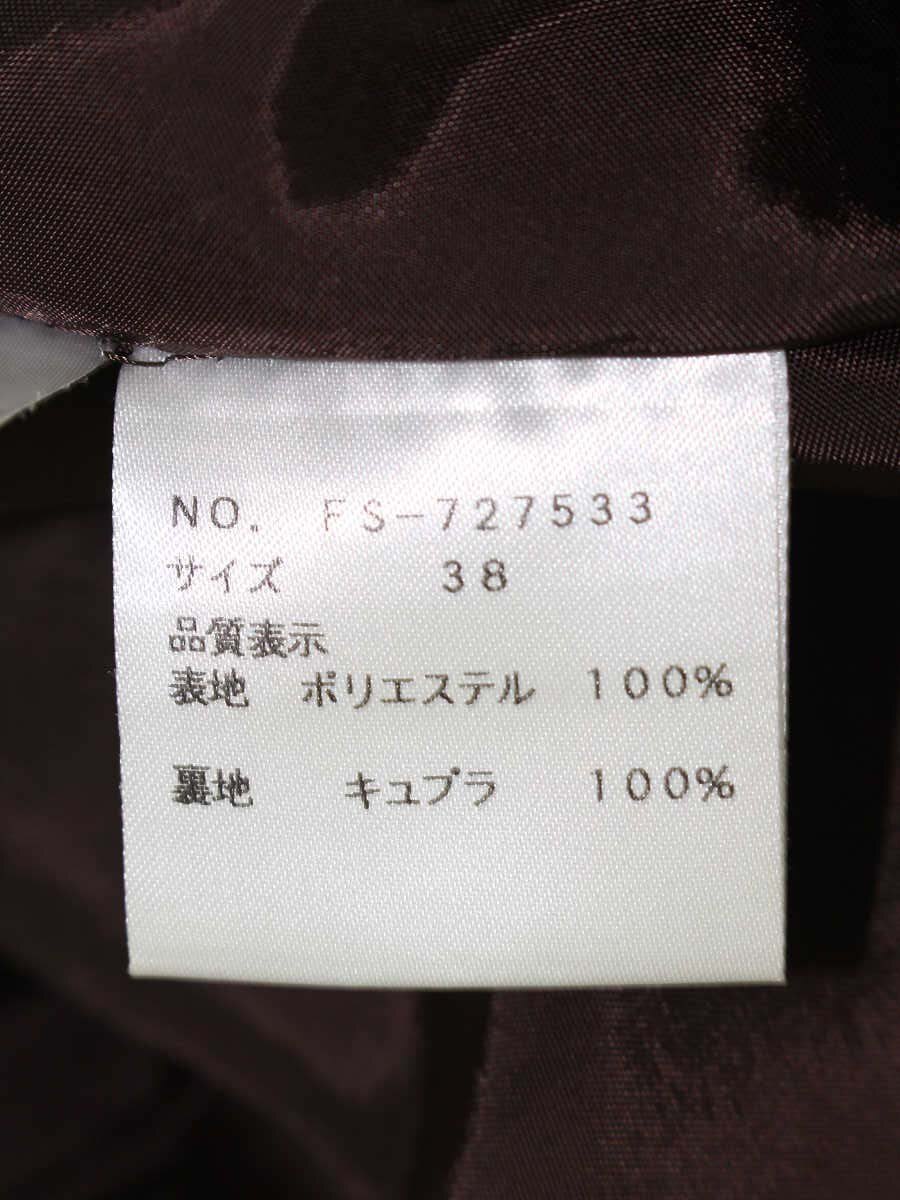 NO. FS-727533
サイズ 38
品質表示
表地 ポリエステル 100%
裏地 キュプラ 100%